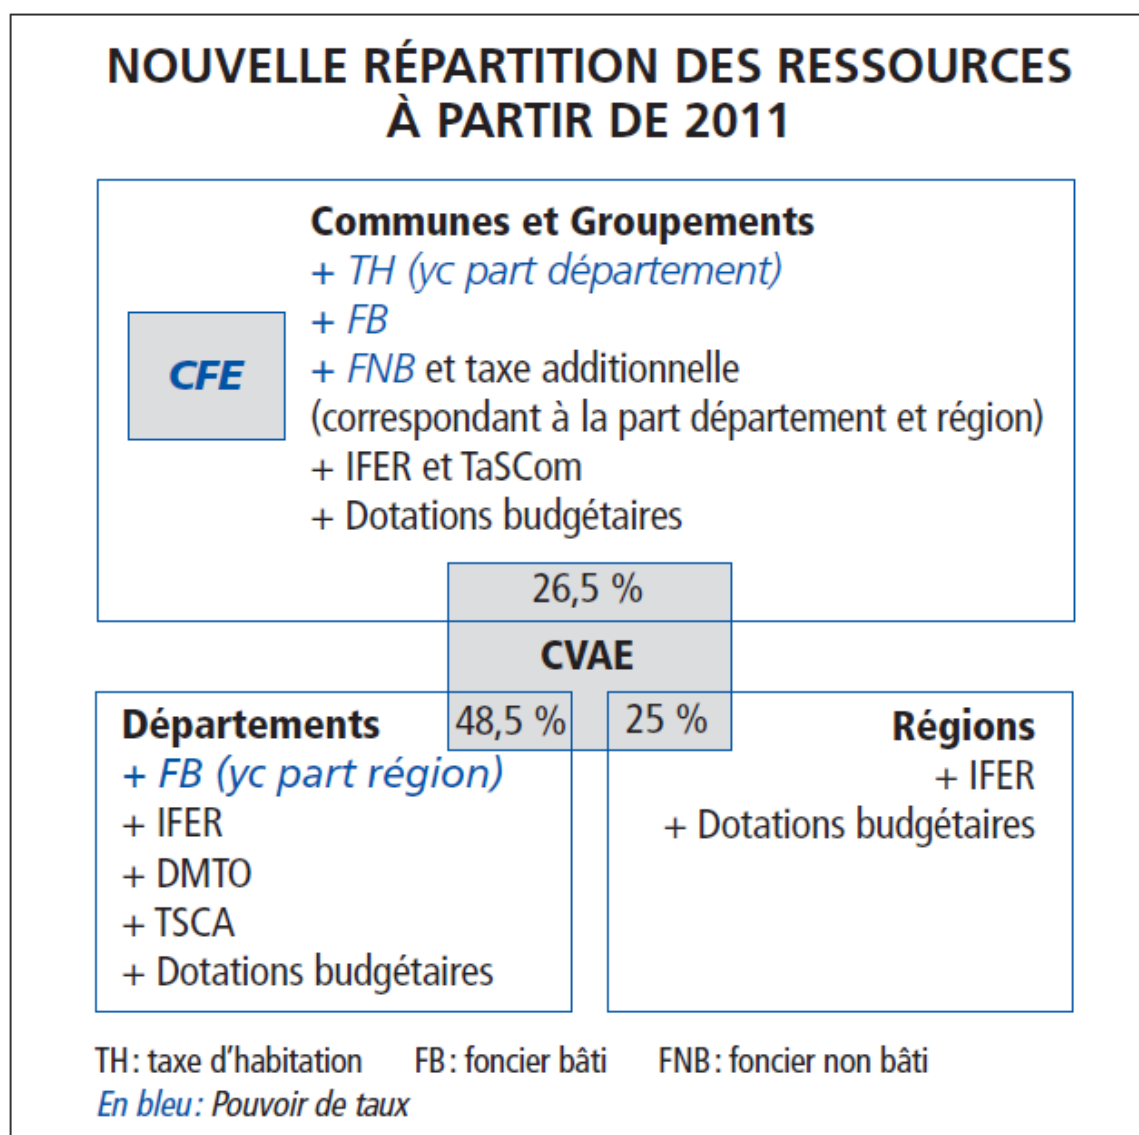 NOUVELLE RÉPARTITION DES RESSOURCES
À PARTIR DE 2011
Communes et Groupements
+ TH (yc part département)
+ FB
CFE
+ FNB et taxe additionnelle
(correspondant à la part département et région)
+ IFER et TaSCom
+ Dotations budgétaires
26,5 %
CVAE
48,5 %
25 %
Départements
+ FB (yc part région)
+ IFER
+ DMTO
+ TSCA
+ Dotations budgétaires
Régions
+ IFER
+ Dotations budgétaires
TH : taxe d'habitation FB : foncier bâti FNB : foncier non bâti
En bleu : Pouvoir de taux